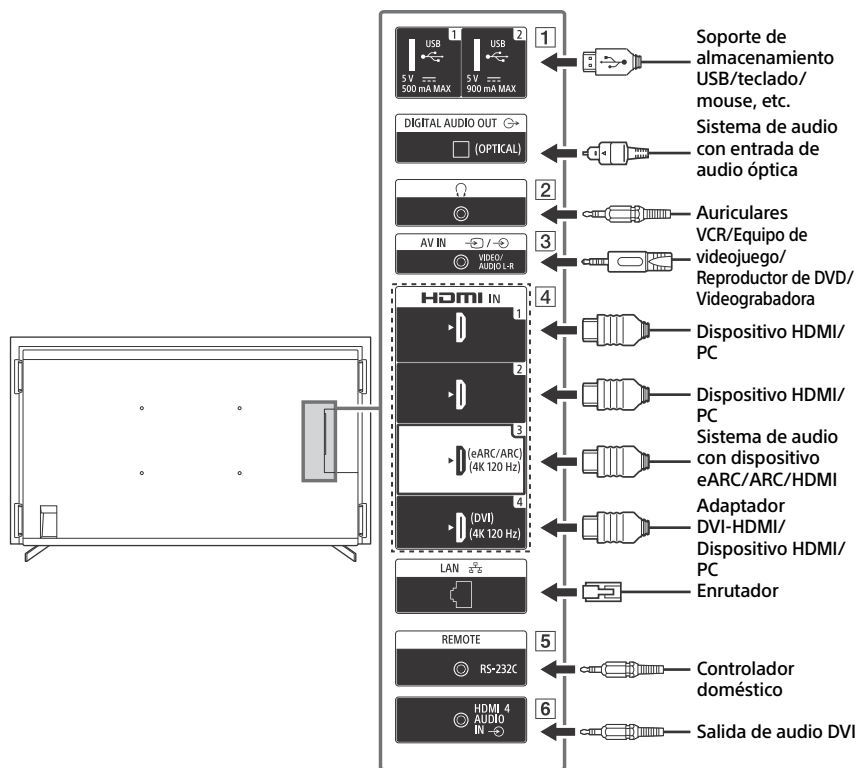 1
USB
5 V
500 mA MAX
2
USB
5 V
900 mA MAX
1
Soporte de
almacenamiento
USB/teclado/
mouse, etc.
DIGITAL AUDIO OUT
(OPTICAL)
Sistema de audio
con entrada de
audio óptica
2
Auriculares
AV IN
/
VIDEO/
AUDIO L-R
3
VCR/Equipo de
videojuego/
Reproductor de DVD/
Videograbadora
HDMI IN
4
1
Dispositivo HDMI/
PC
2
Dispositivo HDMI/
PC
3
(eARC/ARC)
(4K 120 Hz)
Sistema de audio
con dispositivo
eARC/ARC/HDMI
4
(DVI)
(4K 120 Hz)
Adaptador
DVI-HDMI/
Dispositivo HDMI/
PC
LAN
Enrutador
REMOTE
5
RS-232C
Controlador
doméstico
HDMI 4
AUDIO
IN
6
Salida de audio DVI